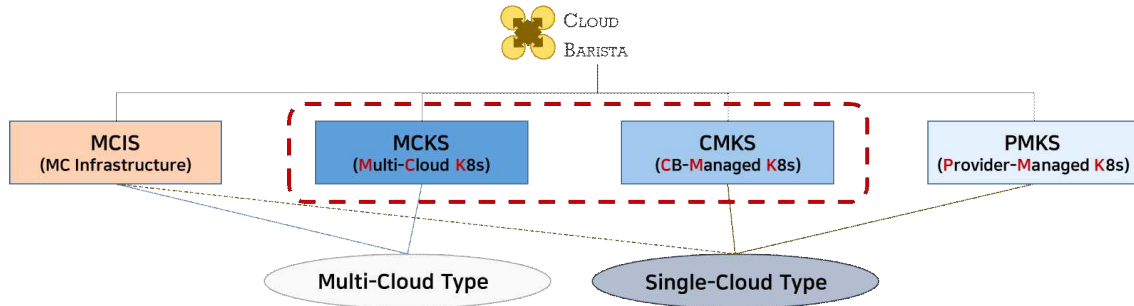 CLOUD
BARISTA
MCIS
(MC Infrastructure)
MCKS
(Multi-Cloud K8s)
CMKS
(CB-Managed K8s)
PMKS
(Provider-Managed K8s)
Multi-Cloud Type
Single-Cloud Type